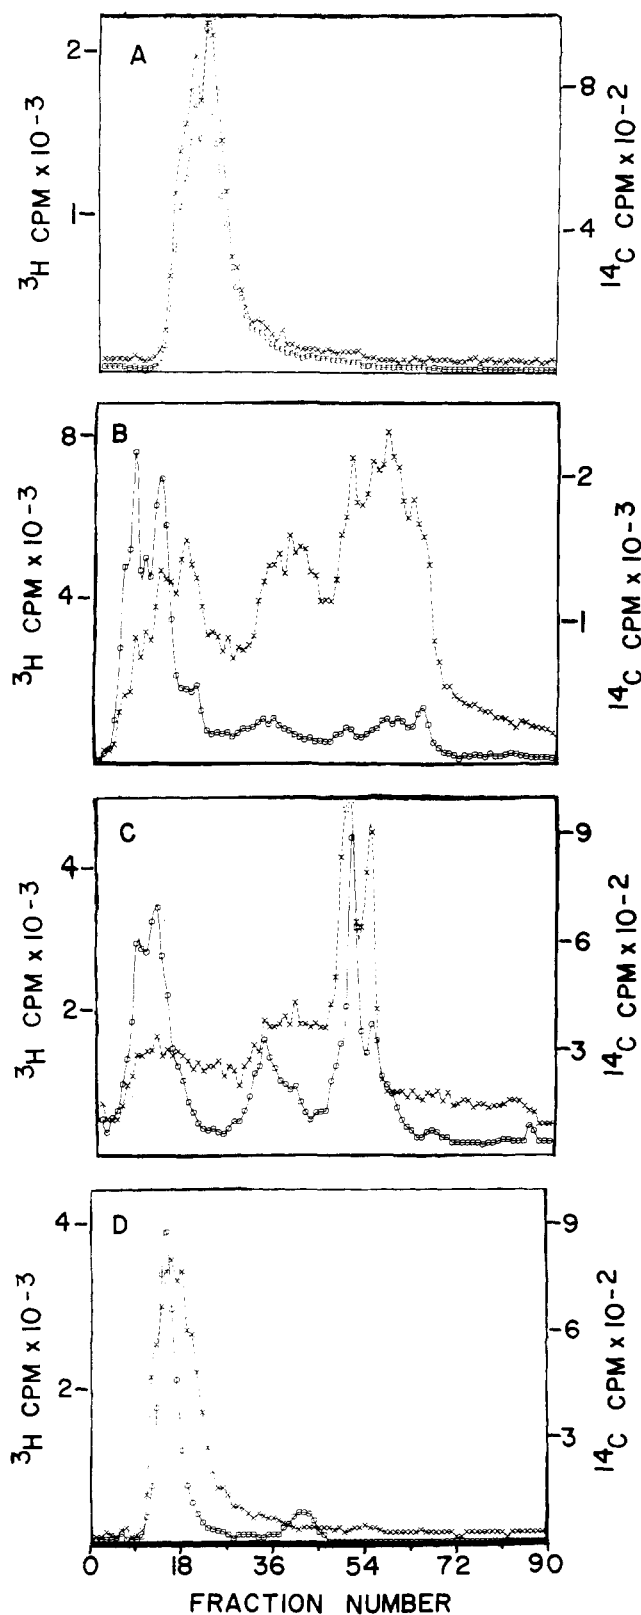 A
2
1
³H CPM x 10-3
8
4
¹⁴C CPM x 10-2
B
8
4
³H CPM x 10-3
2
1
¹⁴C CPM x 10-3
C
4
2
³H CPM x 10-3
9
6
3
¹⁴C CPM x 10-2
D
4
2
³H CPM x 10-3
9
6
3
¹⁴C CPM x 10-2
0 18 36 54 72 90
FRACTION NUMBER